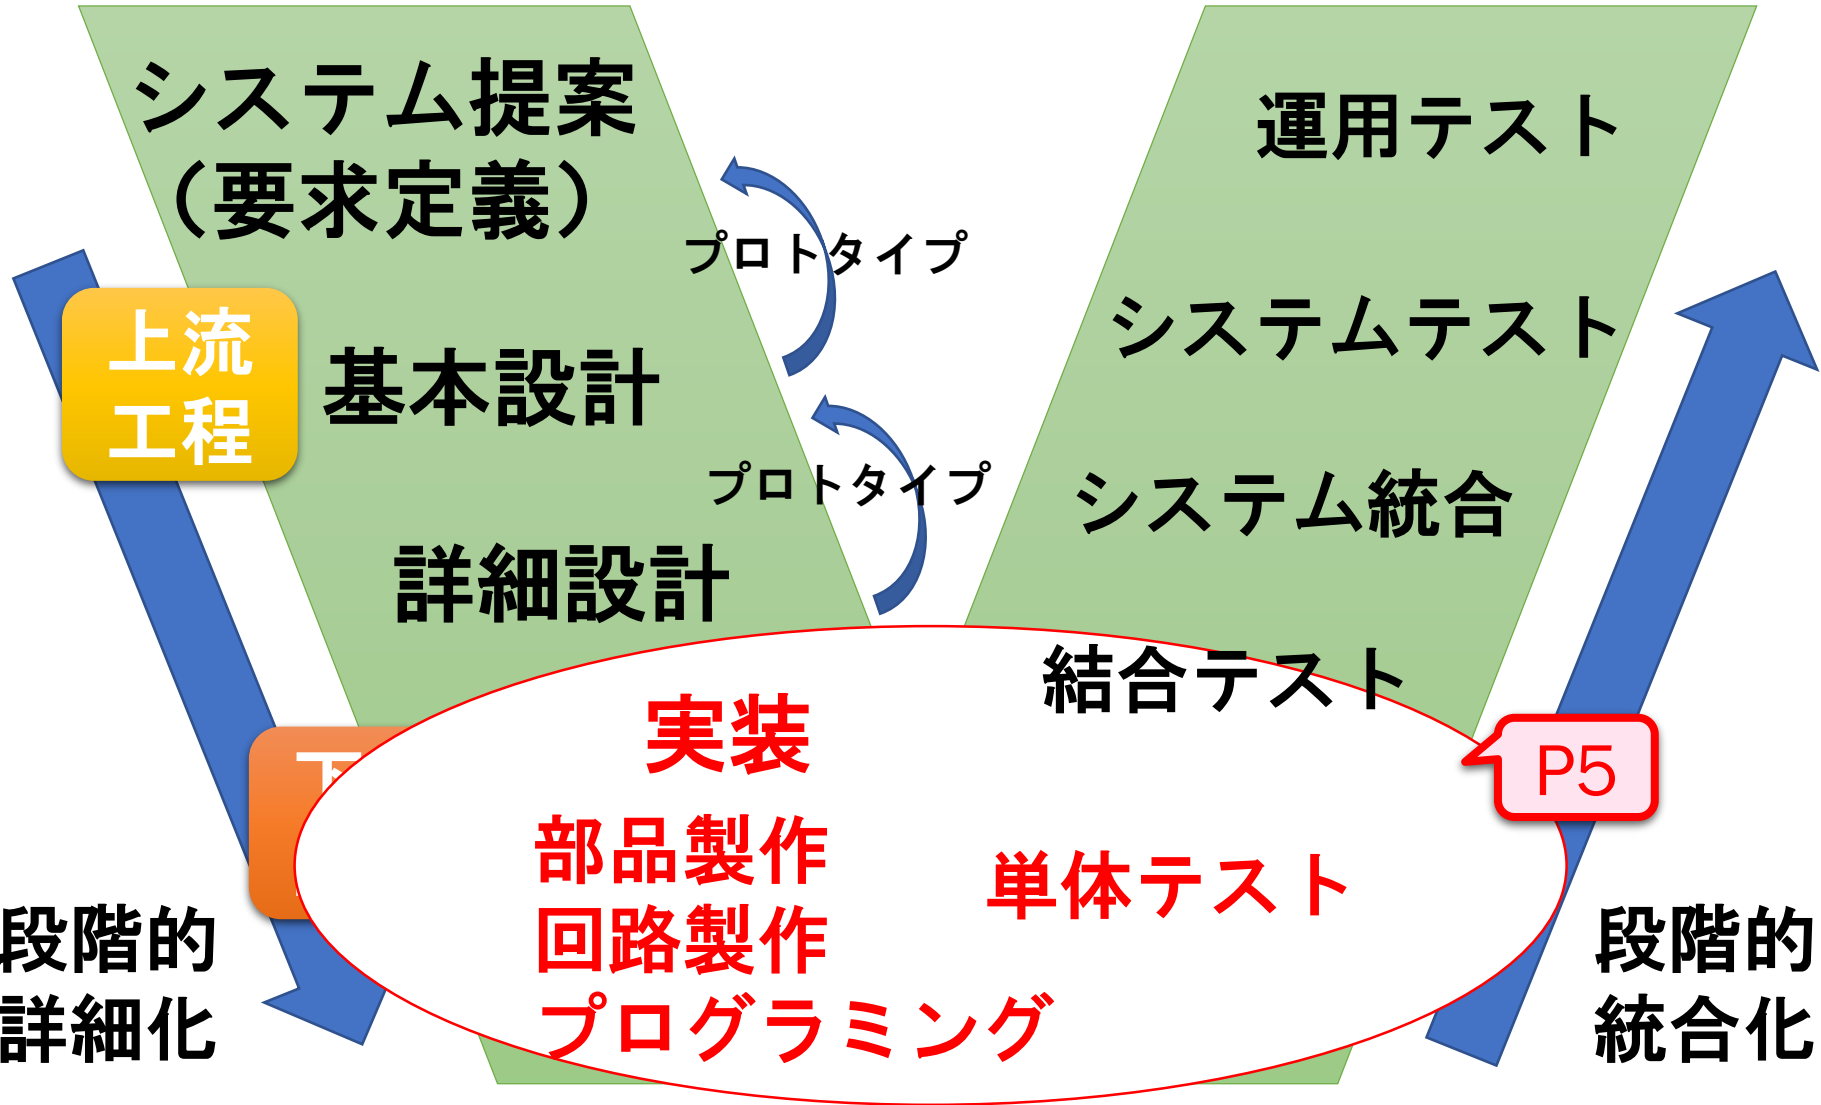 システム提案
（要求定義）
上流
工程
基本設計
詳細設計
プロトタイプ
プロトタイプ
運用テスト
システムテスト
システム統合
結合テスト
実装
部品製作
回路製作
プログラミング
単体テスト
P5
段階的
詳細化
段階的
統合化